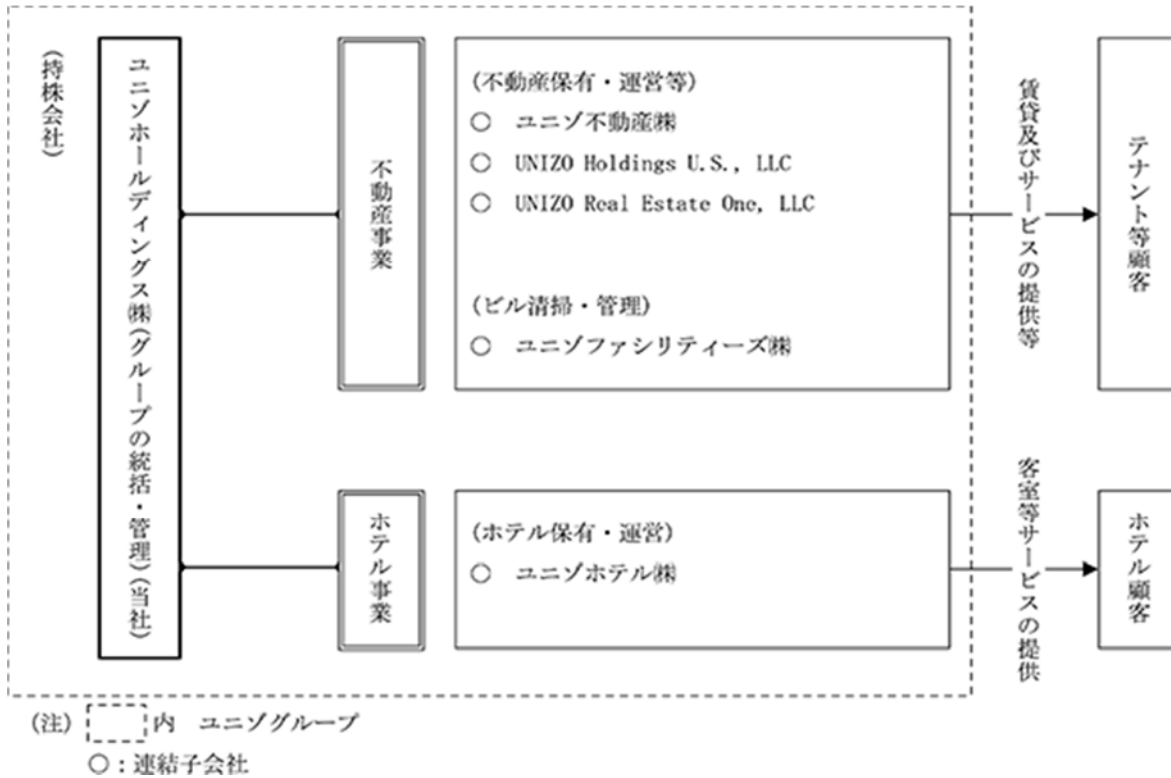 (持株会社)
ユニゾホールディングス㈱(グループの統括・管理)(当社)
不動産事業
(不動産保有・運営等)
○ ユニゾ不動産㈱
○ UNIZO Holdings U.S., LLC
○ UNIZO Real Estate One, LLC
(ビル清掃・管理)
○ ユニゾファシリティーズ㈱
賃貸及びサービスの提供等
テナント等顧客
ホテル事業
(ホテル保有・運営)
○ ユニゾホテル㈱
客室等サービスの提供
ホテル顧客
(注) 内 ユニゾグループ
○:連結子会社